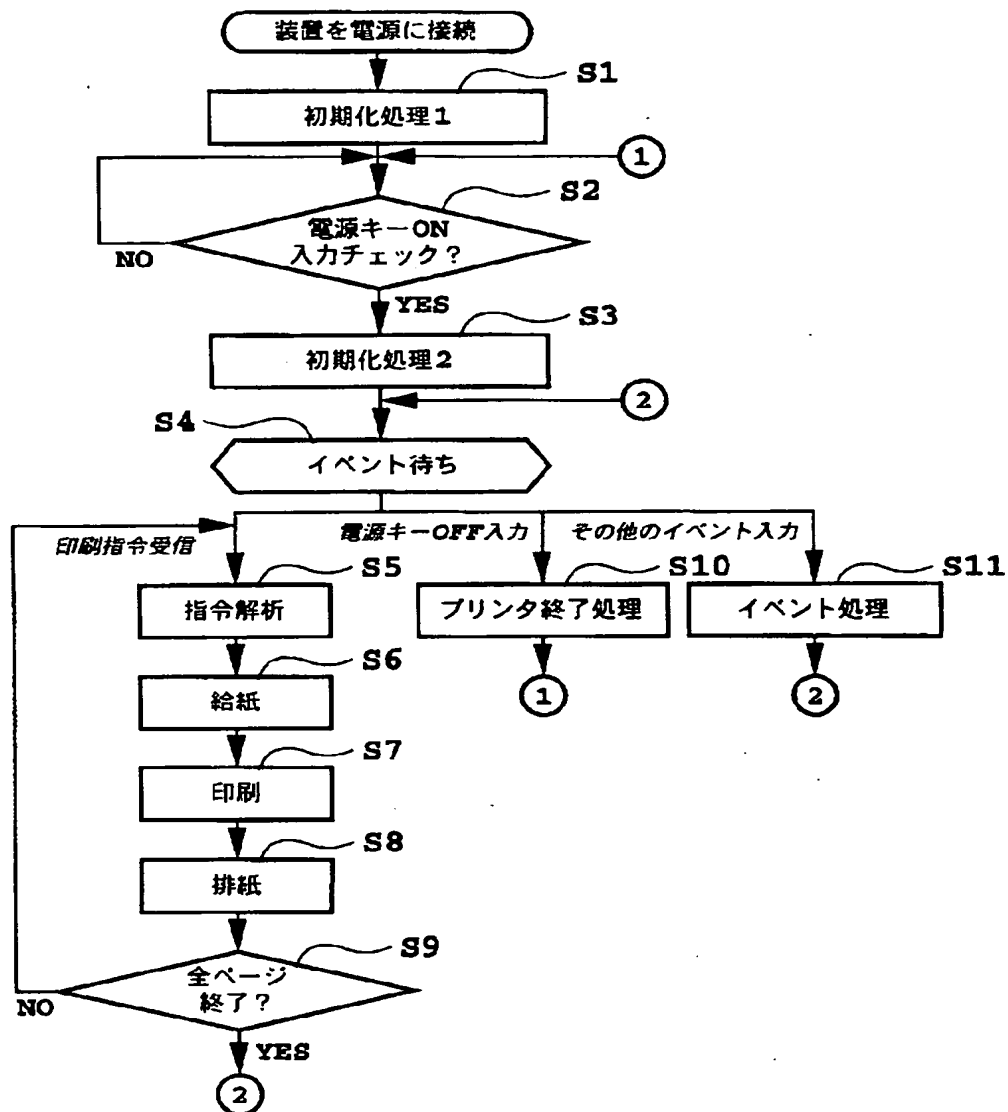 装置を電源に接続
S1
初期化処理1
1
S2
電源キーON
入力チェック?
NO
YES
S3
初期化処理2
2
S4
イベント待ち
印刷指令受信
電源キーOFF入力
その他のイベント入力
S5
S10
S11
指令解析
プリンタ終了処理
イベント処理
S6
給紙
1
2
S7
印刷
S8
排紙
S9
全ページ
終了?
NO
YES
2